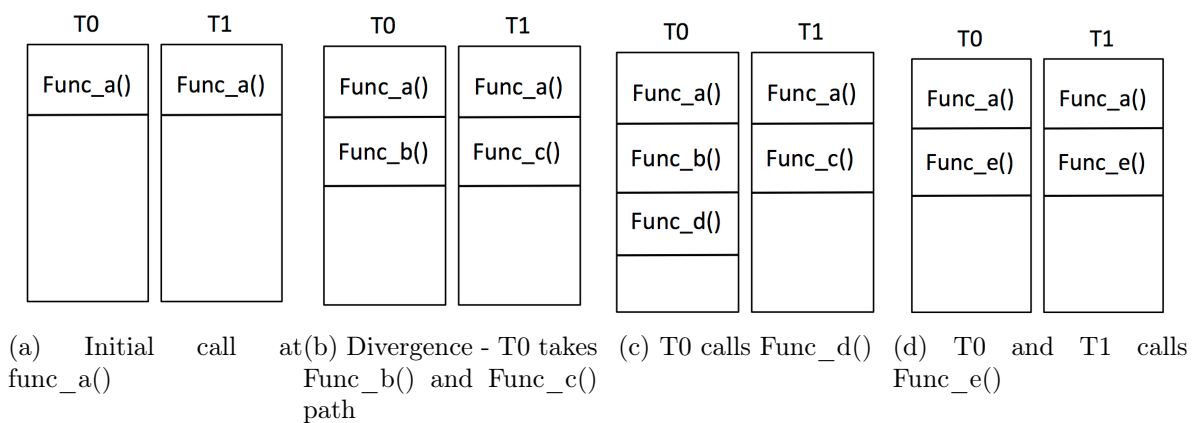 T0 T1
Func_a() Func_a()
(a) Initial call at
func_a()
T0 T1
Func_a() Func_a()
Func_b() Func_c()
(b) Divergence - T0 takes
Func_b() and Func_c()
path
T0 T1
Func_a() Func_a()
Func_b() Func_c()
Func_d()
(c) T0 calls Func_d()
T0 T1
Func_a() Func_a()
Func_e() Func_e()
(d) T0 and T1 calls
Func_e()